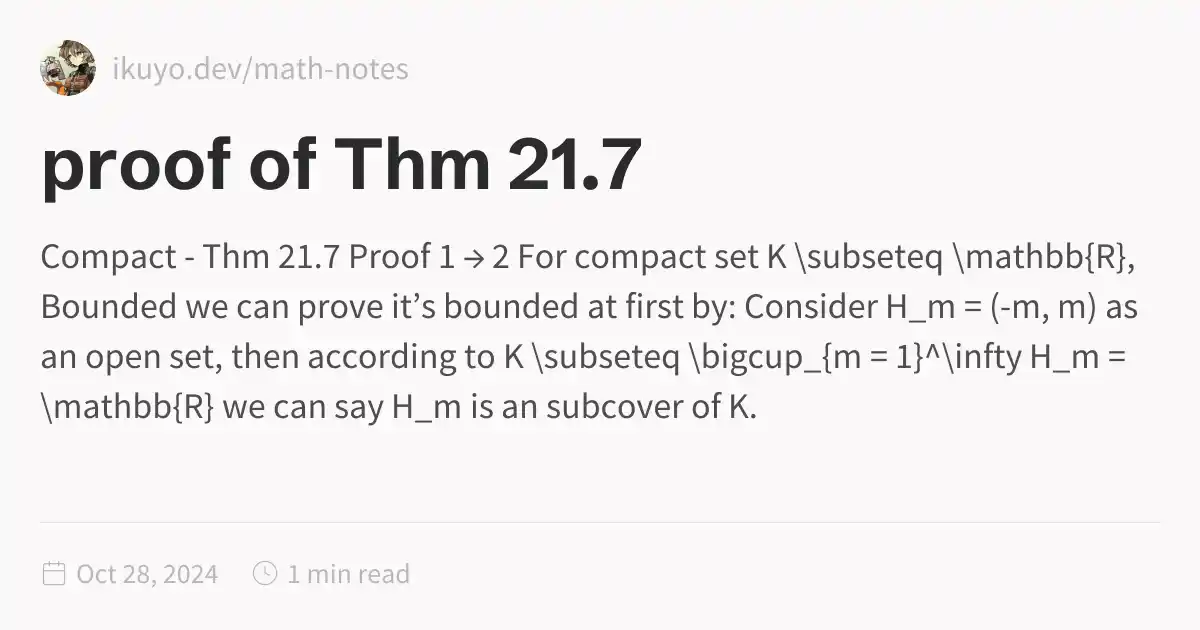 ikuyo.dev/math-notes
proof of Thm 21.7
Compact - Thm 21.7 Proof 1 → 2 For compact set K \subseteq \mathbb{R},
Bounded we can prove it’s bounded at first by: Consider H_m = (-m, m) as
an open set, then according to K \subseteq \bigcup_{m = 1}^\infty H_m =
\mathbb{R} we can say H_m is an subcover of K.
Oct 28, 2024
1 min read